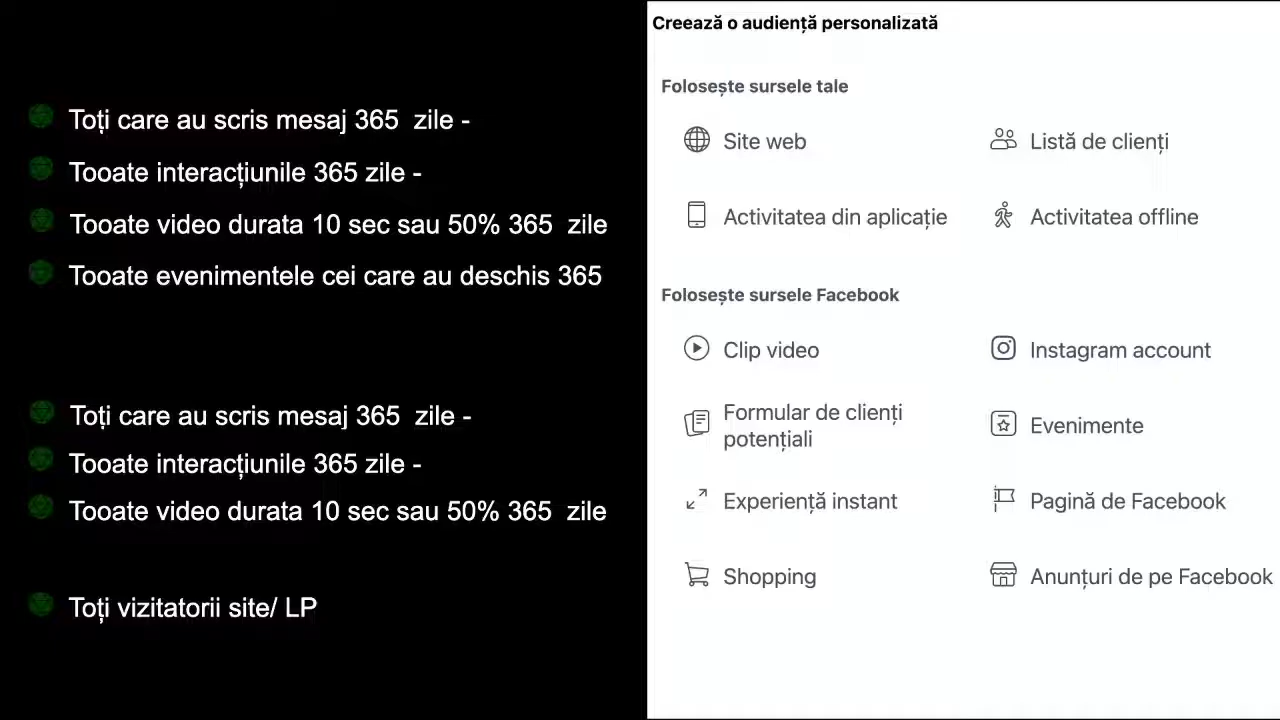 Toți care au scris mesaj 365 zile -
Tooate interacțiunile 365 zile -
Tooate video durata 10 sec sau 50% 365 zile
Tooate evenimentele cei care au deschis 365
Toți care au scris mesaj 365 zile -
Tooate interacțiunile 365 zile -
Tooate video durata 10 sec sau 50% 365 zile
Toți vizitatorii site/ LP
Creează o audiență personalizată
Folosește sursele tale
Site web
Listă de clienți
Activitatea din aplicație
Activitatea offline
Folosește sursele Facebook
Clip video
Instagram account
Formular de clienți
potențiali
Evenimente
Experiență instant
Pagină de Facebook
Shopping
Anunțuri de pe Facebook